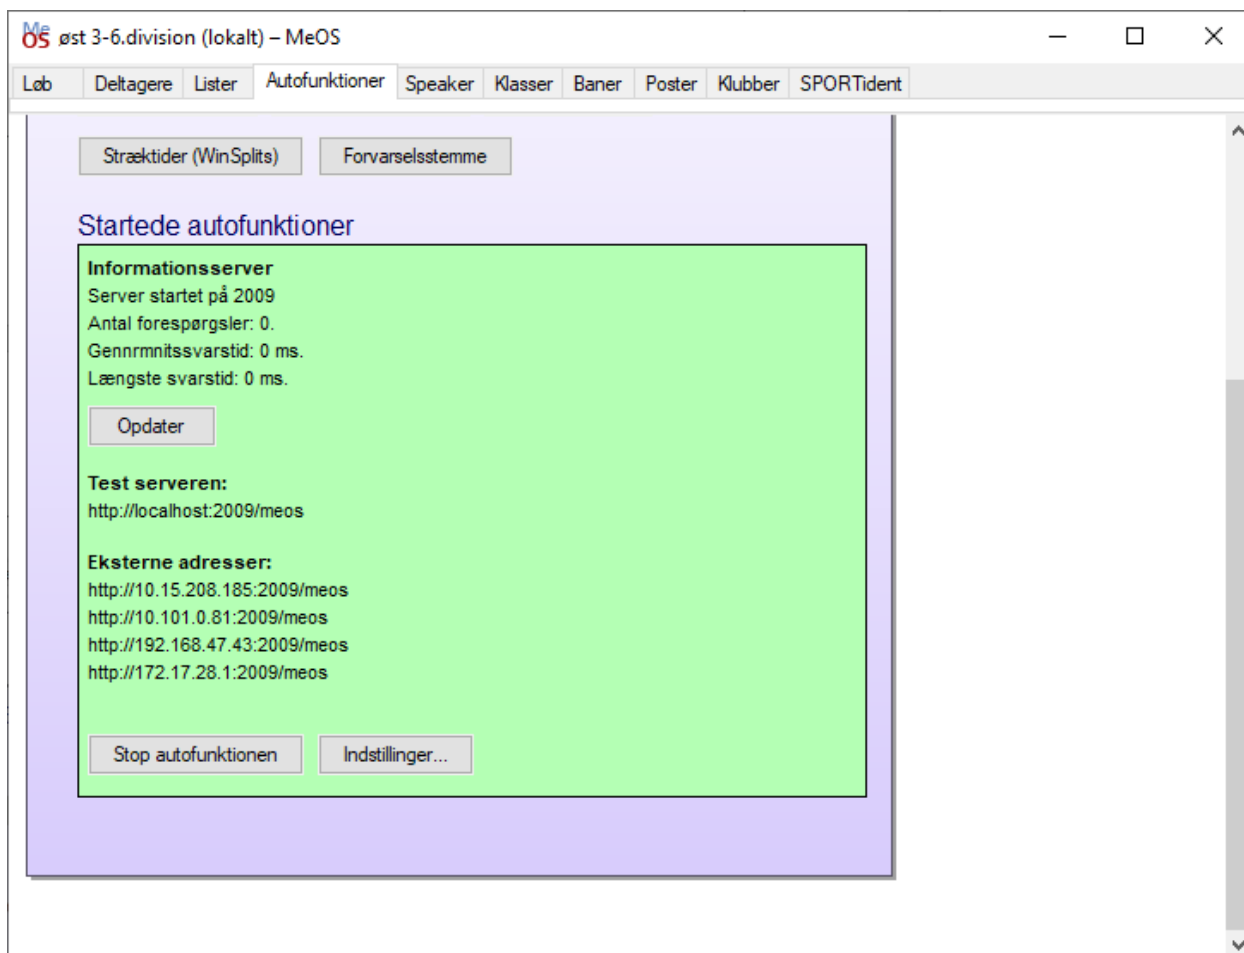 MeOS øst 3-6.division (lokalt) – MeOS
Løb Deltagere Lister Autofunktioner Speaker Klasser Baner Poster Klubber SPORTident
Stræktider (WinSplits) Forvarselsstemme
Startede autofunktioner
Informationsserver
Server startet på 2009
Antal forespørgsler: 0.
Gennrmnitssvarstid: 0 ms.
Længste svarstid: 0 ms.
Opdater
Test serveren:
http://localhost:2009/meos
Eksterne adresser:
http://10.15.208.185:2009/meos
http://10.101.0.81:2009/meos
http://192.168.47.43:2009/meos
http://172.17.28.1:2009/meos
Stop autofunktionen Indstillinger...